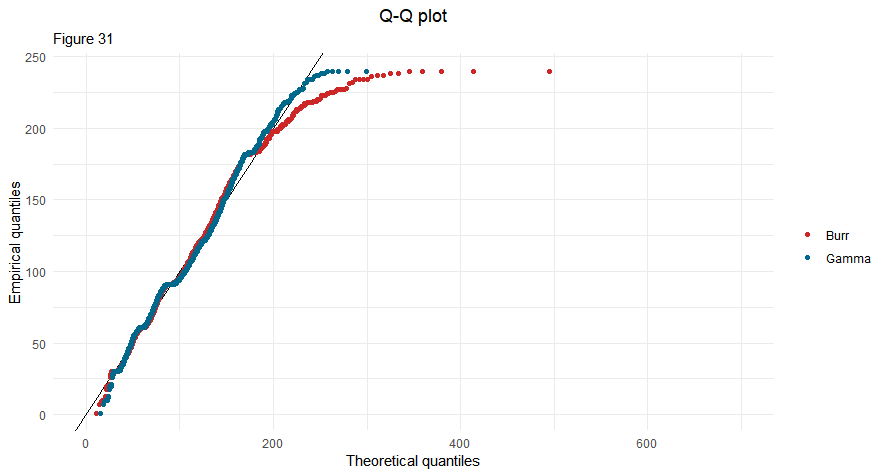 Q-Q plot
Figure 31
250
200
150
100
50
0
Empirical quantiles
0 200 400 600
Theoretical quantiles
Burr
Gamma